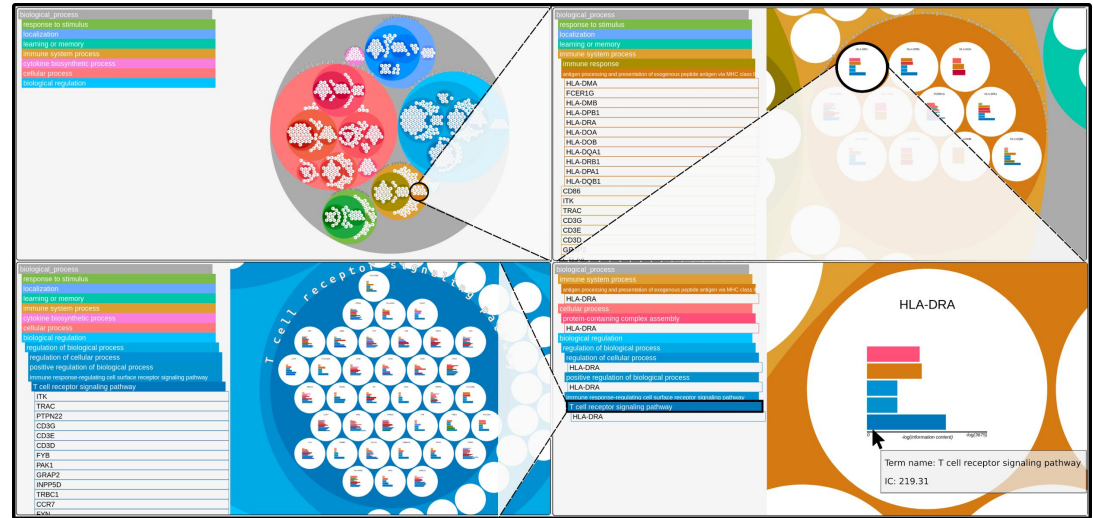 biological_process
response to stimulus
localization
learning or memory
immune system process
cytokine biosynthetic process
cellular process
biological regulation
biological_process
response to stimulus
localization
learning or memory
immune system process
immune response
antigen processing and presentation of exogenous peptide antigen via MHC class I
HLA-DMA
FCER1G
HLA-DMB
HLA-DPB1
HLA-DRA
HLA-DOA
HLA-DOB
HLA-DQA1
HLA-DRB1
HLA-DPA1
HLA-DQB1
CD86
ITK
TRAC
CD3G
CD3E
CD3D
biological_process
response to stimulus
localization
learning or memory
immune system process
cytokine biosynthetic process
cellular process
biological regulation
regulation of biological process
regulation of cellular process
positive regulation of biological process
immune response-regulating cell surface receptor signaling pathway
T cell receptor signaling pathway
ITK
TRAC
PTPN22
CD3G
CD3E
CD3D
FYB
PAK1
GRAP2
INPP5D
TRBC1
CCR7
FYN
T cell receptor signaling
biological_process
immune system process
antigen processing and presentation of exogenous peptide antigen via MHC class I
HLA-DRA
cellular process
protein-containing complex assembly
HLA-DRA
biological regulation
regulation of biological process
regulation of cellular process
HLA-DRA
positive regulation of biological process
HLA-DRA
immune response-regulating cell surface receptor signaling pathway
T cell receptor signaling pathway
HLA-DRA
HLA-DRA
0
-log(information content)
Term name: T cell receptor signaling pathway
IC: 219.31